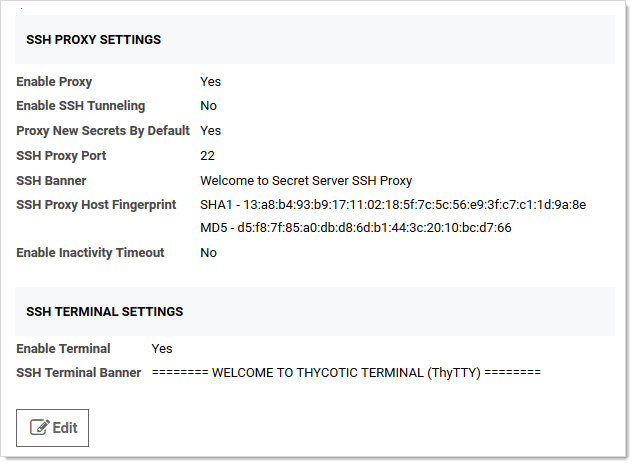 SSH PROXY SETTINGS
Enable Proxy Yes
Enable SSH Tunneling No
Proxy New Secrets By Default Yes
SSH Proxy Port 22
SSH Banner Welcome to Secret Server SSH Proxy
SSH Proxy Host Fingerprint SHA1 - 13:a8:b4:93:b9:17:11:02:18:5f:7c:5c:56:e9:3f:c7:c1:1d:9a:8e
MD5 - d5:f8:7f:85:a0:db:d8:6d:b1:44:3c:20:10:bc:d7:66
Enable Inactivity Timeout No
SSH TERMINAL SETTINGS
Enable Terminal Yes
SSH Terminal Banner ======== WELCOME TO THYCOTIC TERMINAL (ThyTTY) ========
Edit